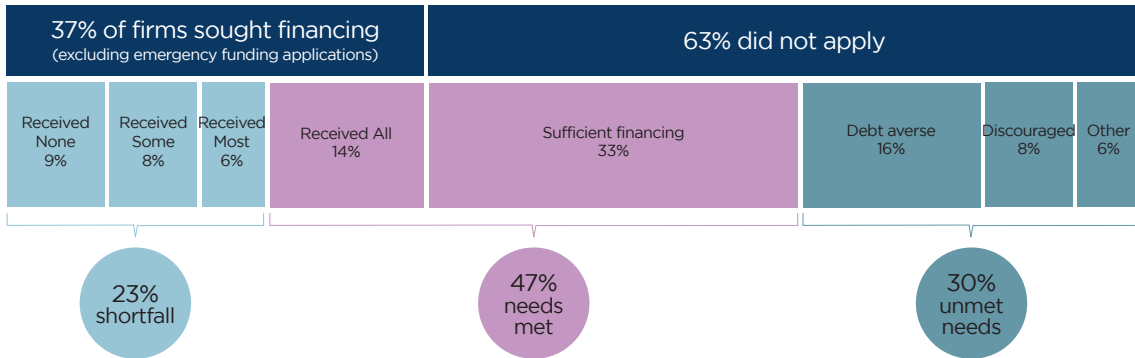 37% of firms sought financing
(excluding emergency funding applications)
63% did not apply
Received
None
9%
Received
Some
8%
Received
Most
6%
Received All
14%
Sufficient financing
33%
Debt averse
16%
Discouraged
8%
Other
6%
23%
shortfall
47%
needs
met
30%
unmet
needs